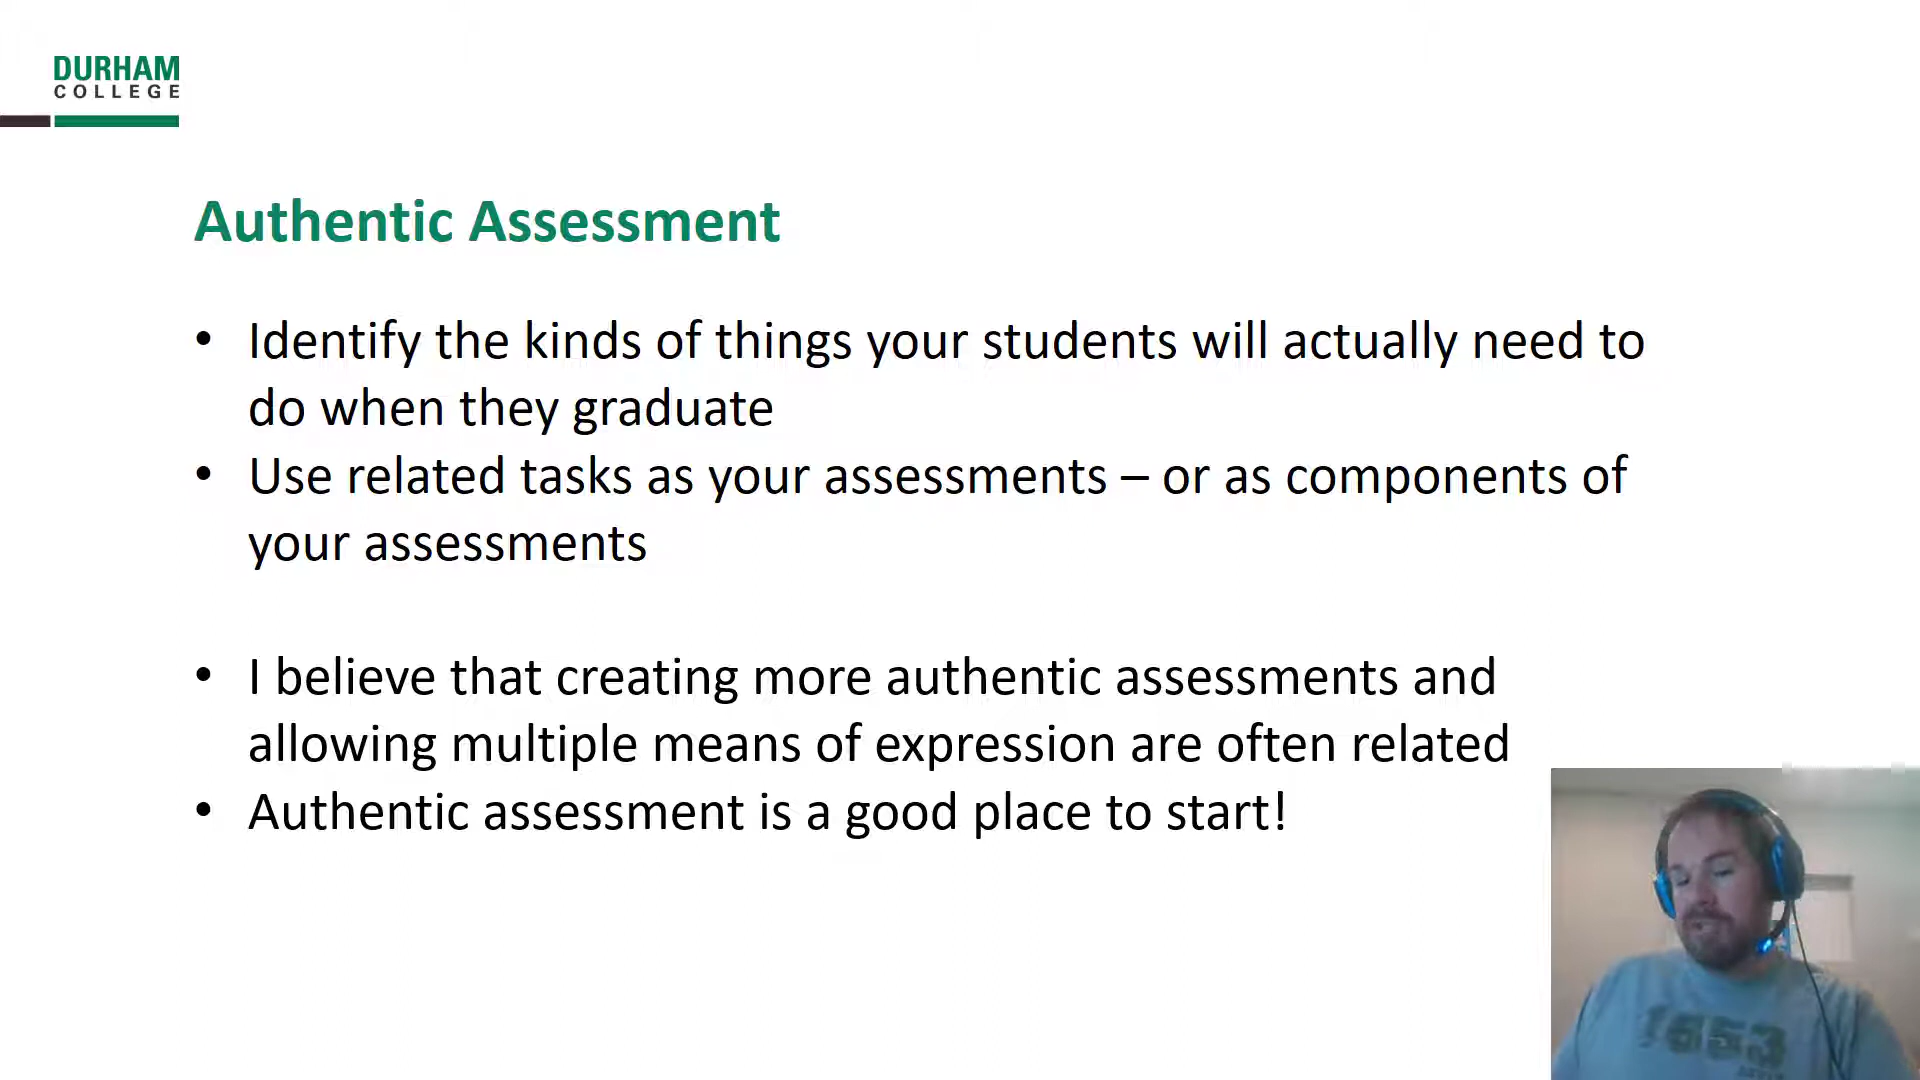 DURHAM
COLLEGE
Authentic Assessment
• Identify the kinds of things your students will actually need to
do when they graduate
• Use related tasks as your assessments – or as components of
your assessments
• I believe that creating more authentic assessments and
allowing multiple means of expression are often related
• Authentic assessment is a good place to start!
1553